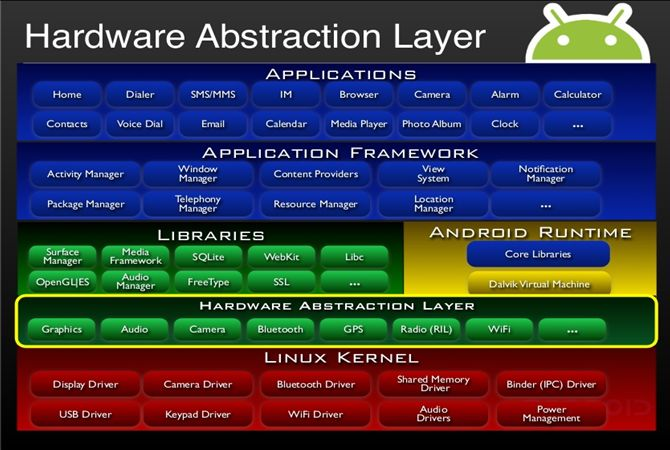 Hardware Abstraction Layer
APPLICATIONS
Home Dialer SMS/MMS IM Browser Camera Alarm Calculator
Contacts Voice Dial Email Calendar Media Player Photo Album Clock ...
APPLICATION FRAMEWORK
Activity Manager Window Manager Content Providers View System Notification Manager
Package Manager Telephony Manager Resource Manager Location Manager ...
LIBRARIES
Surface Manager Media Framework SQLite WebKit Libc
OpenGL|ES Audio Manager FreeType SSL ...
ANDROID RUNTIME
Core Libraries
Dalvik Virtual Machine
HARDWARE ABSTRACTION LAYER
Graphics Audio Camera Bluetooth GPS Radio (RIL) WiFi ...
LINUX KERNEL
Display Driver Camera Driver Bluetooth Driver Shared Memory Driver Binder (IPC) Driver
USB Driver Keypad Driver WiFi Driver Audio Drivers Power Management